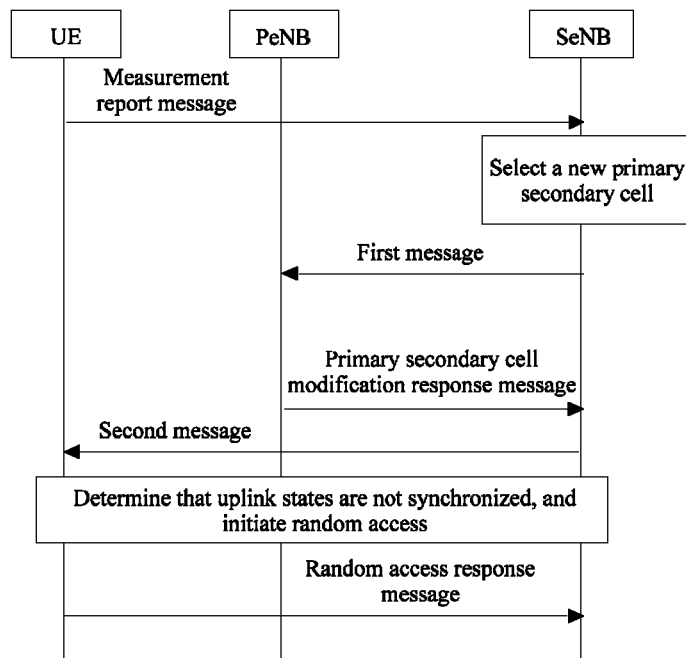 UE
PeNB
SeNB
Measurement
report message
Select a new primary
secondary cell
First message
Primary secondary cell
modification response message
Second message
Determine that uplink states are not synchronized, and
initiate random access
Random access response
message